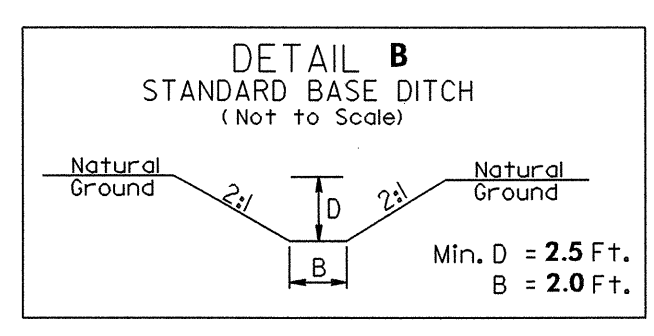 DETAIL B
STANDARD BASE DITCH
(Not to Scale)
Natural
Ground
2:1
D
2:1
Natural
Ground
B
Min. D = 2.5 Ft.
B = 2.0 Ft.